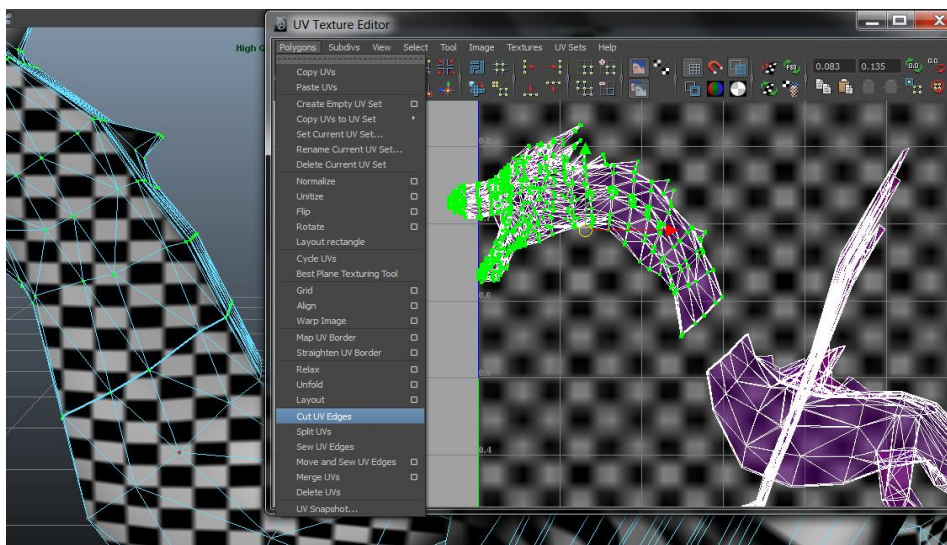 UV Texture Editor
High Q
Polygons Subdivs View Select Tool Image Textures UV Sets Help
0.083 0.135
Copy UVs
Paste UVs
Create Empty UV Set
Copy UVs to UV Set
Set Current UV Set...
Rename Current UV Set...
Delete Current UV Set
Normalize
Unitize
Flip
Rotate
Layout rectangle
Cycle UVs
Best Plane Texturing Tool
Grid
Align
Warp Image
Map UV Border
Straighten UV Border
Relax
Unfold
Layout
Cut UV Edges
Split UVs
Sew UV Edges
Move and Sew UV Edges
Merge UVs
Delete UVs
UV Snapshot...
0.6
0.4